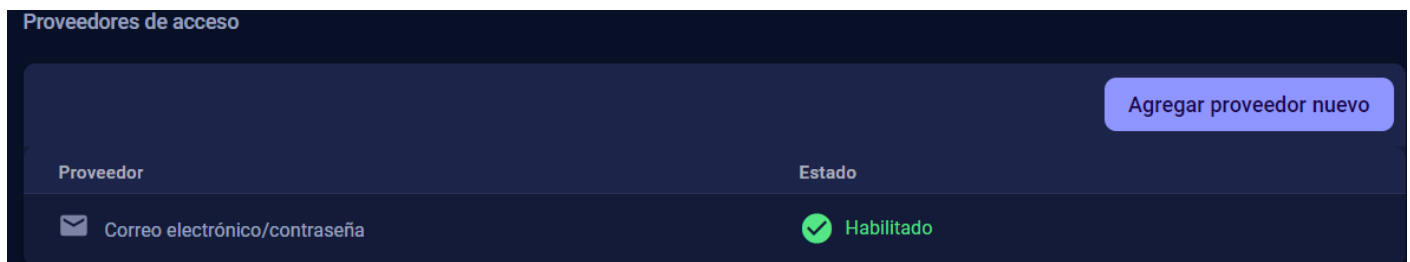 Proveedores de acceso
Agregar proveedor nuevo
Proveedor Estado
Correo electrónico/contraseña Habilitado